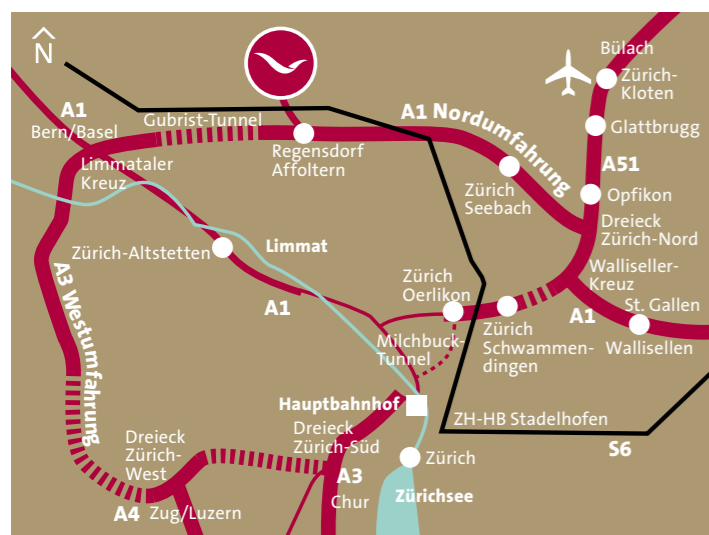 N
Bülach
Zürich-
Kloten
A1
Bern/Basel
Gubrist-Tunnel
A1 Nordumfahrung
Glattbrugg
Limmataler
Kreuz
Regensdorf
Affoltern
A51
Zürich
Seebach
Opfikon
Dreieck
Zürich-Nord
Zürich-Altstetten
Limmat
A3 Westumfahrung
Zürich
Oerlikon
Walliseller-
Kreuz
A1
St. Gallen
A1
Milchbuck-
Tunnel
Zürich
Schwammen-
dingen
Wallisellen
Hauptbahnhof
ZH-HB Stadelhofen
Dreieck
Zürich-Süd
Dreieck
Zürich-
West
S6
Zürich
A3
Chur
Zürichsee
A4
Zug/Luzern